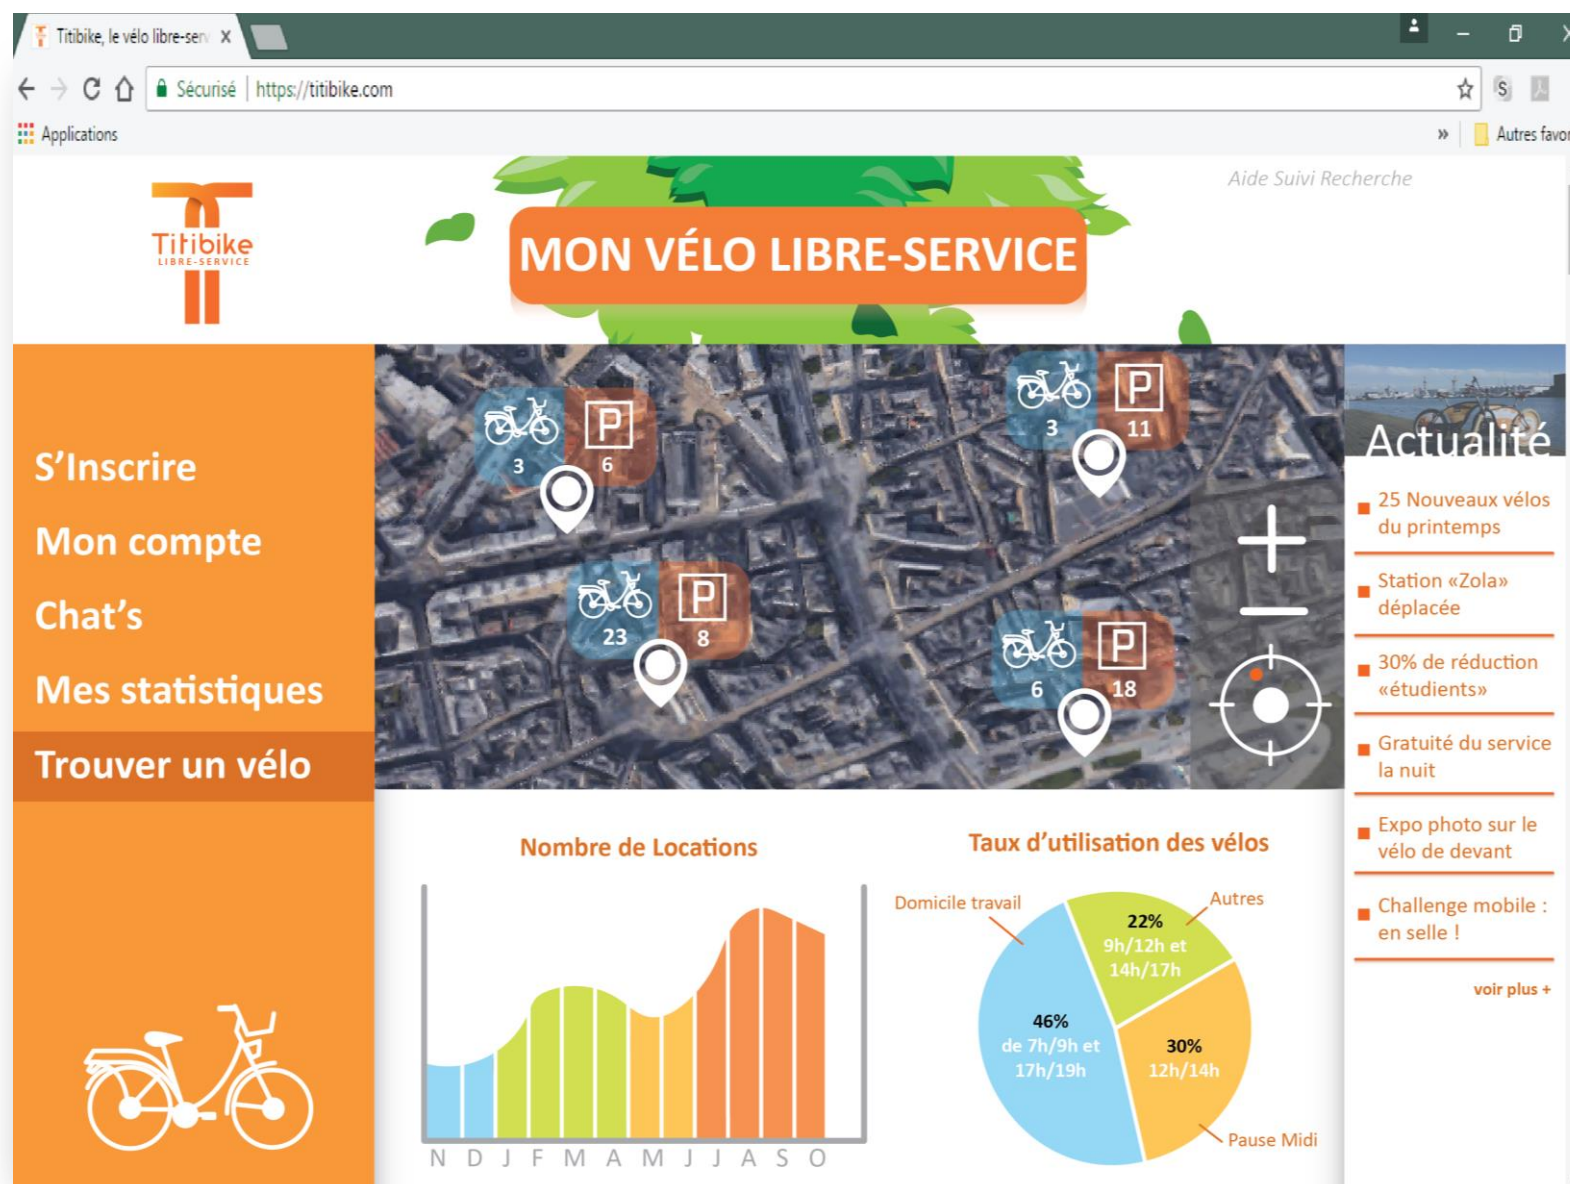 Titibike, le vélo libre-serv
Sécurisé
https://titibike.com
Applications
»
Autres favor
Titibike
LIBRE-SERVICE
MON VÉLO LIBRE-SERVICE
Aide Suivi Recherche
S'Inscrire
Mon compte
Chat's
Mes statistiques
Trouver un vélo
P
3
6
P
3
11
P
23
8
P
6
18
Actualité
25 Nouveaux vélos
du printemps
Station «Zola»
déplacée
30% de réduction
«étudients»
Gratuité du service
la nuit
Expo photo sur le
vélo de devant
Challenge mobile :
en selle !
voir plus +
Nombre de Locations
N D J F M A M J J A S O
Taux d'utilisation des vélos
Domicile travail
Autres
22%
9h/12h et
14h/17h
46%
de 7h/9h et
17h/19h
30%
12h/14h
Pause Midi